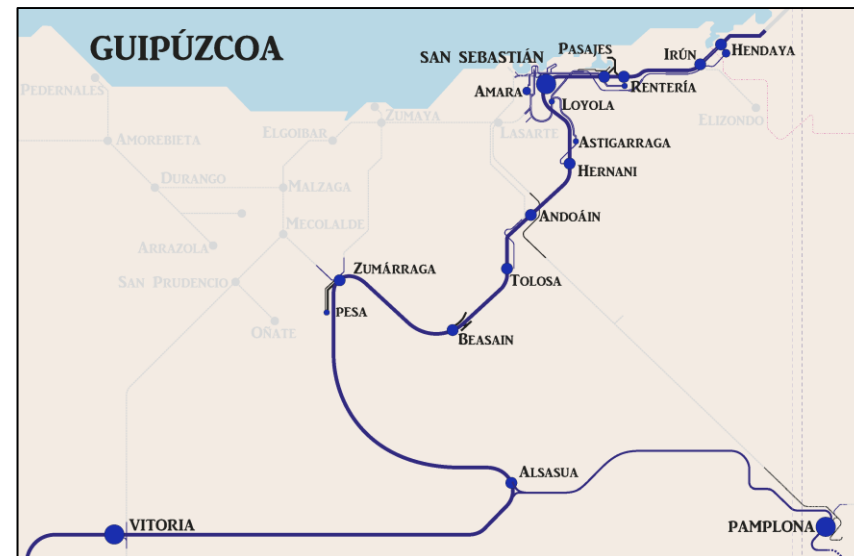 GUIPÚZCOA
PASAJES
IRÚN
HENDAYA
SAN SEBASTIÁN
AMARA
RENTERÍA
PEDERNALES
LOYOLA
ZUMAYA
LASARTE
ELIZONDO
AMOREBIETA
ELGOIBAR
ASTIGARRAGA
HERNANI
DURANGO
MALZAGA
ANDOÁIN
MECOLALDE
ARRAZOLA
ZUMÁRRAGA
SAN PRUDENCIO
TOLOSA
PESA
OÑATE
BEASAIN
ALSASUA
VITORIA
PAMPLONA